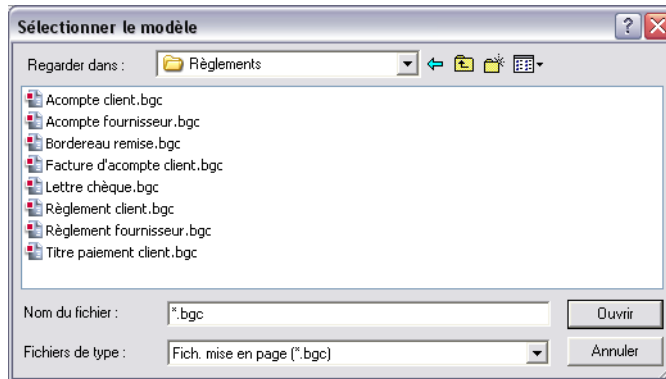 Sélectionner le modèle
Regarder dans :
Règlements
Acompte client.bgc
Acompte fournisseur.bgc
Bordereau remise.bgc
Facture d'acompte client.bgc
Lettre chèque.bgc
Règlement client.bgc
Règlement fournisseur.bgc
Titre paiement client.bgc
Nom du fichier :
*.bgc
Ouvrir
Fichiers de type :
Fich. mise en page (*.bgc)
Annuler